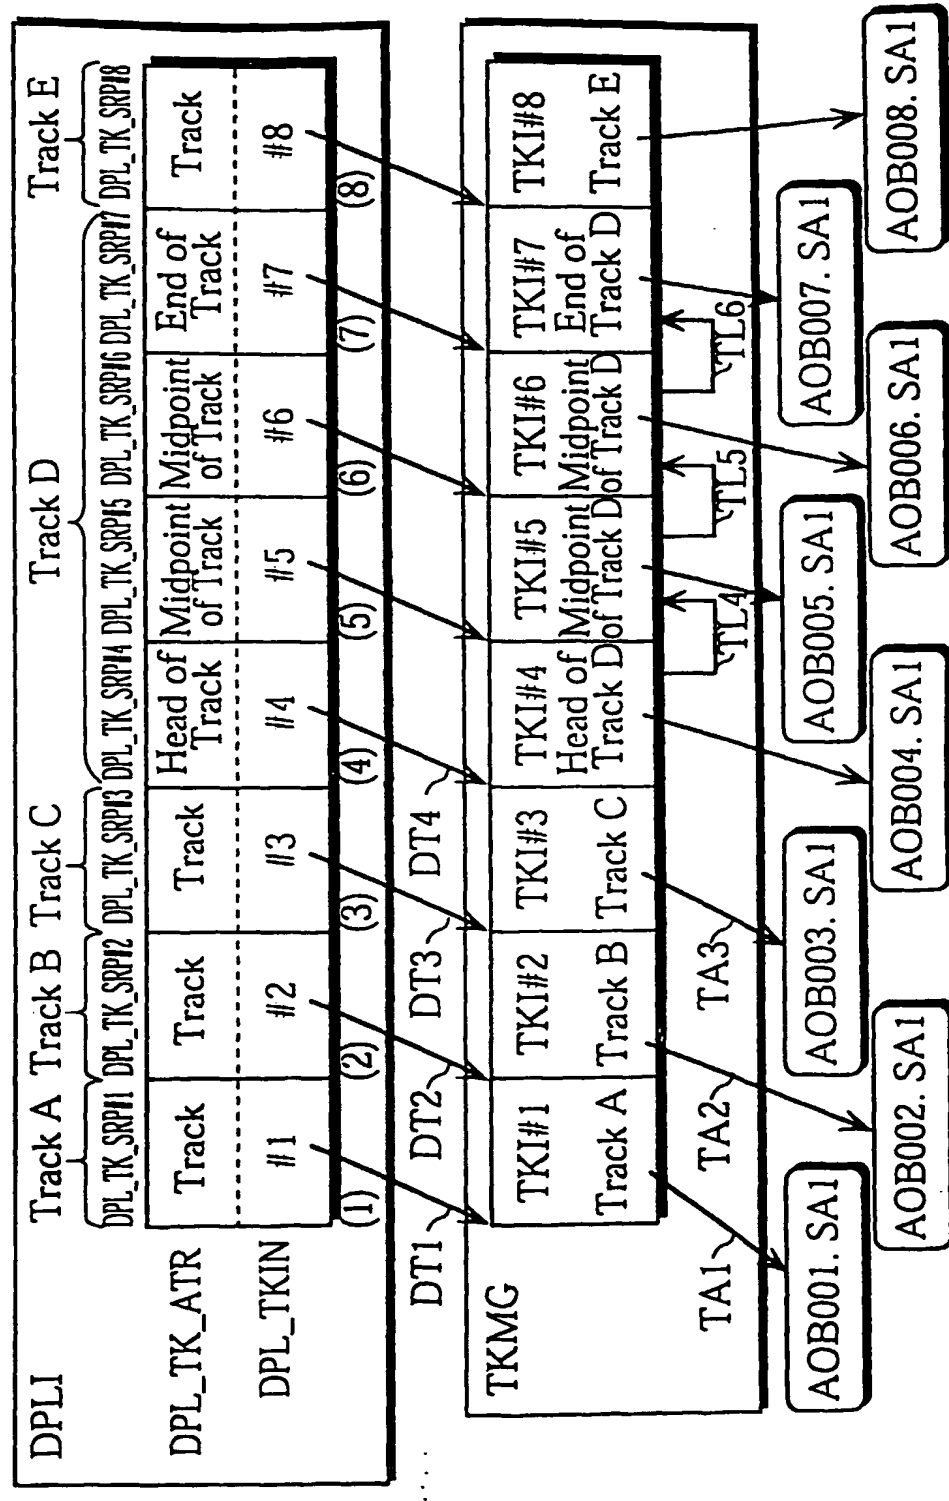 DPLI
Track A
Track B
Track C
Track D
Track E
DPL_TK_SRP#1
DPL_TK_SRP#2
DPL_TK_SRP#3
DPL_TK_SRP#4
DPL_TK_SRP#5
DPL_TK_SRP#6
DPL_TK_SRP#7
DPL_TK_SRP#8
DPL_TK_ATR
Track
Track
Track
Head of
Track
Midpoint
of Track
Midpoint
of Track
End of
Track
Track
DPL_TKIN
#1
#2
#3
#4
#5
#6
#7
#8
(1)
(2)
(3)
(4)
(5)
(6)
(7)
(8)
DT1
DT2
DT3
DT4
TKMG
TKI#1
Track A
TKI#2
Track B
TKI#3
Track C
TKI#4
Head of
Track D
TKI#5
Midpoint
of Track D
TKI#6
Midpoint
of Track D
TKI#7
End of
Track D
TKI#8
Track E
TA1
TA2
TA3
TL4
TL5
TL6
AOB001. SA1
AOB002. SA1
AOB003. SA1
AOB004. SA1
AOB005. SA1
AOB006. SA1
AOB007. SA1
AOB008. SA1